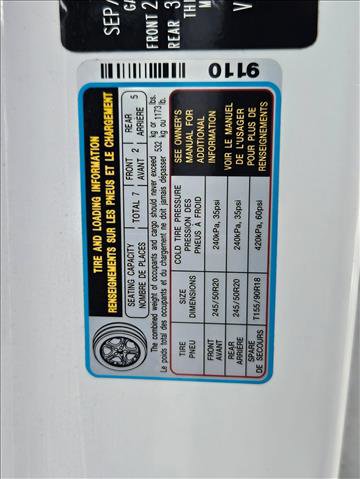 SEP/
FRONT 2
REAR 3
9110
TIRE AND LOADING INFORMATION
RENSEIGNEMENTS SUR LES PNEUS ET LE CHARGEMENT
SEATING CAPACITY
NOMBRE DE PLACES
TOTAL 7
FRONT
AVANT 2
REAR
ARRIÈRE 5
The combined weight of occupants and cargo should never exceed
Le poids total des occupants et du chargement ne doit jamais dépasser
532 kg or 1173 lbs.
kg ou lb.
TIRE
PNEU
SIZE
DIMENSIONS
COLD TIRE PRESSURE
PRESSION DES
PNEUS À FROID
SEE OWNER'S
MANUAL FOR
ADDITIONAL
INFORMATION
VOIR LE MANUEL
DE L'USAGER
POUR PLUS DE
RENSEIGNEMENTS
FRONT
AVANT
245/50R20
240kPa, 35psi
REAR
ARRIÈRE
245/50R20
240kPa, 35psi
SPARE
DE SECOURS
T155/90R18
420kPa, 60psi